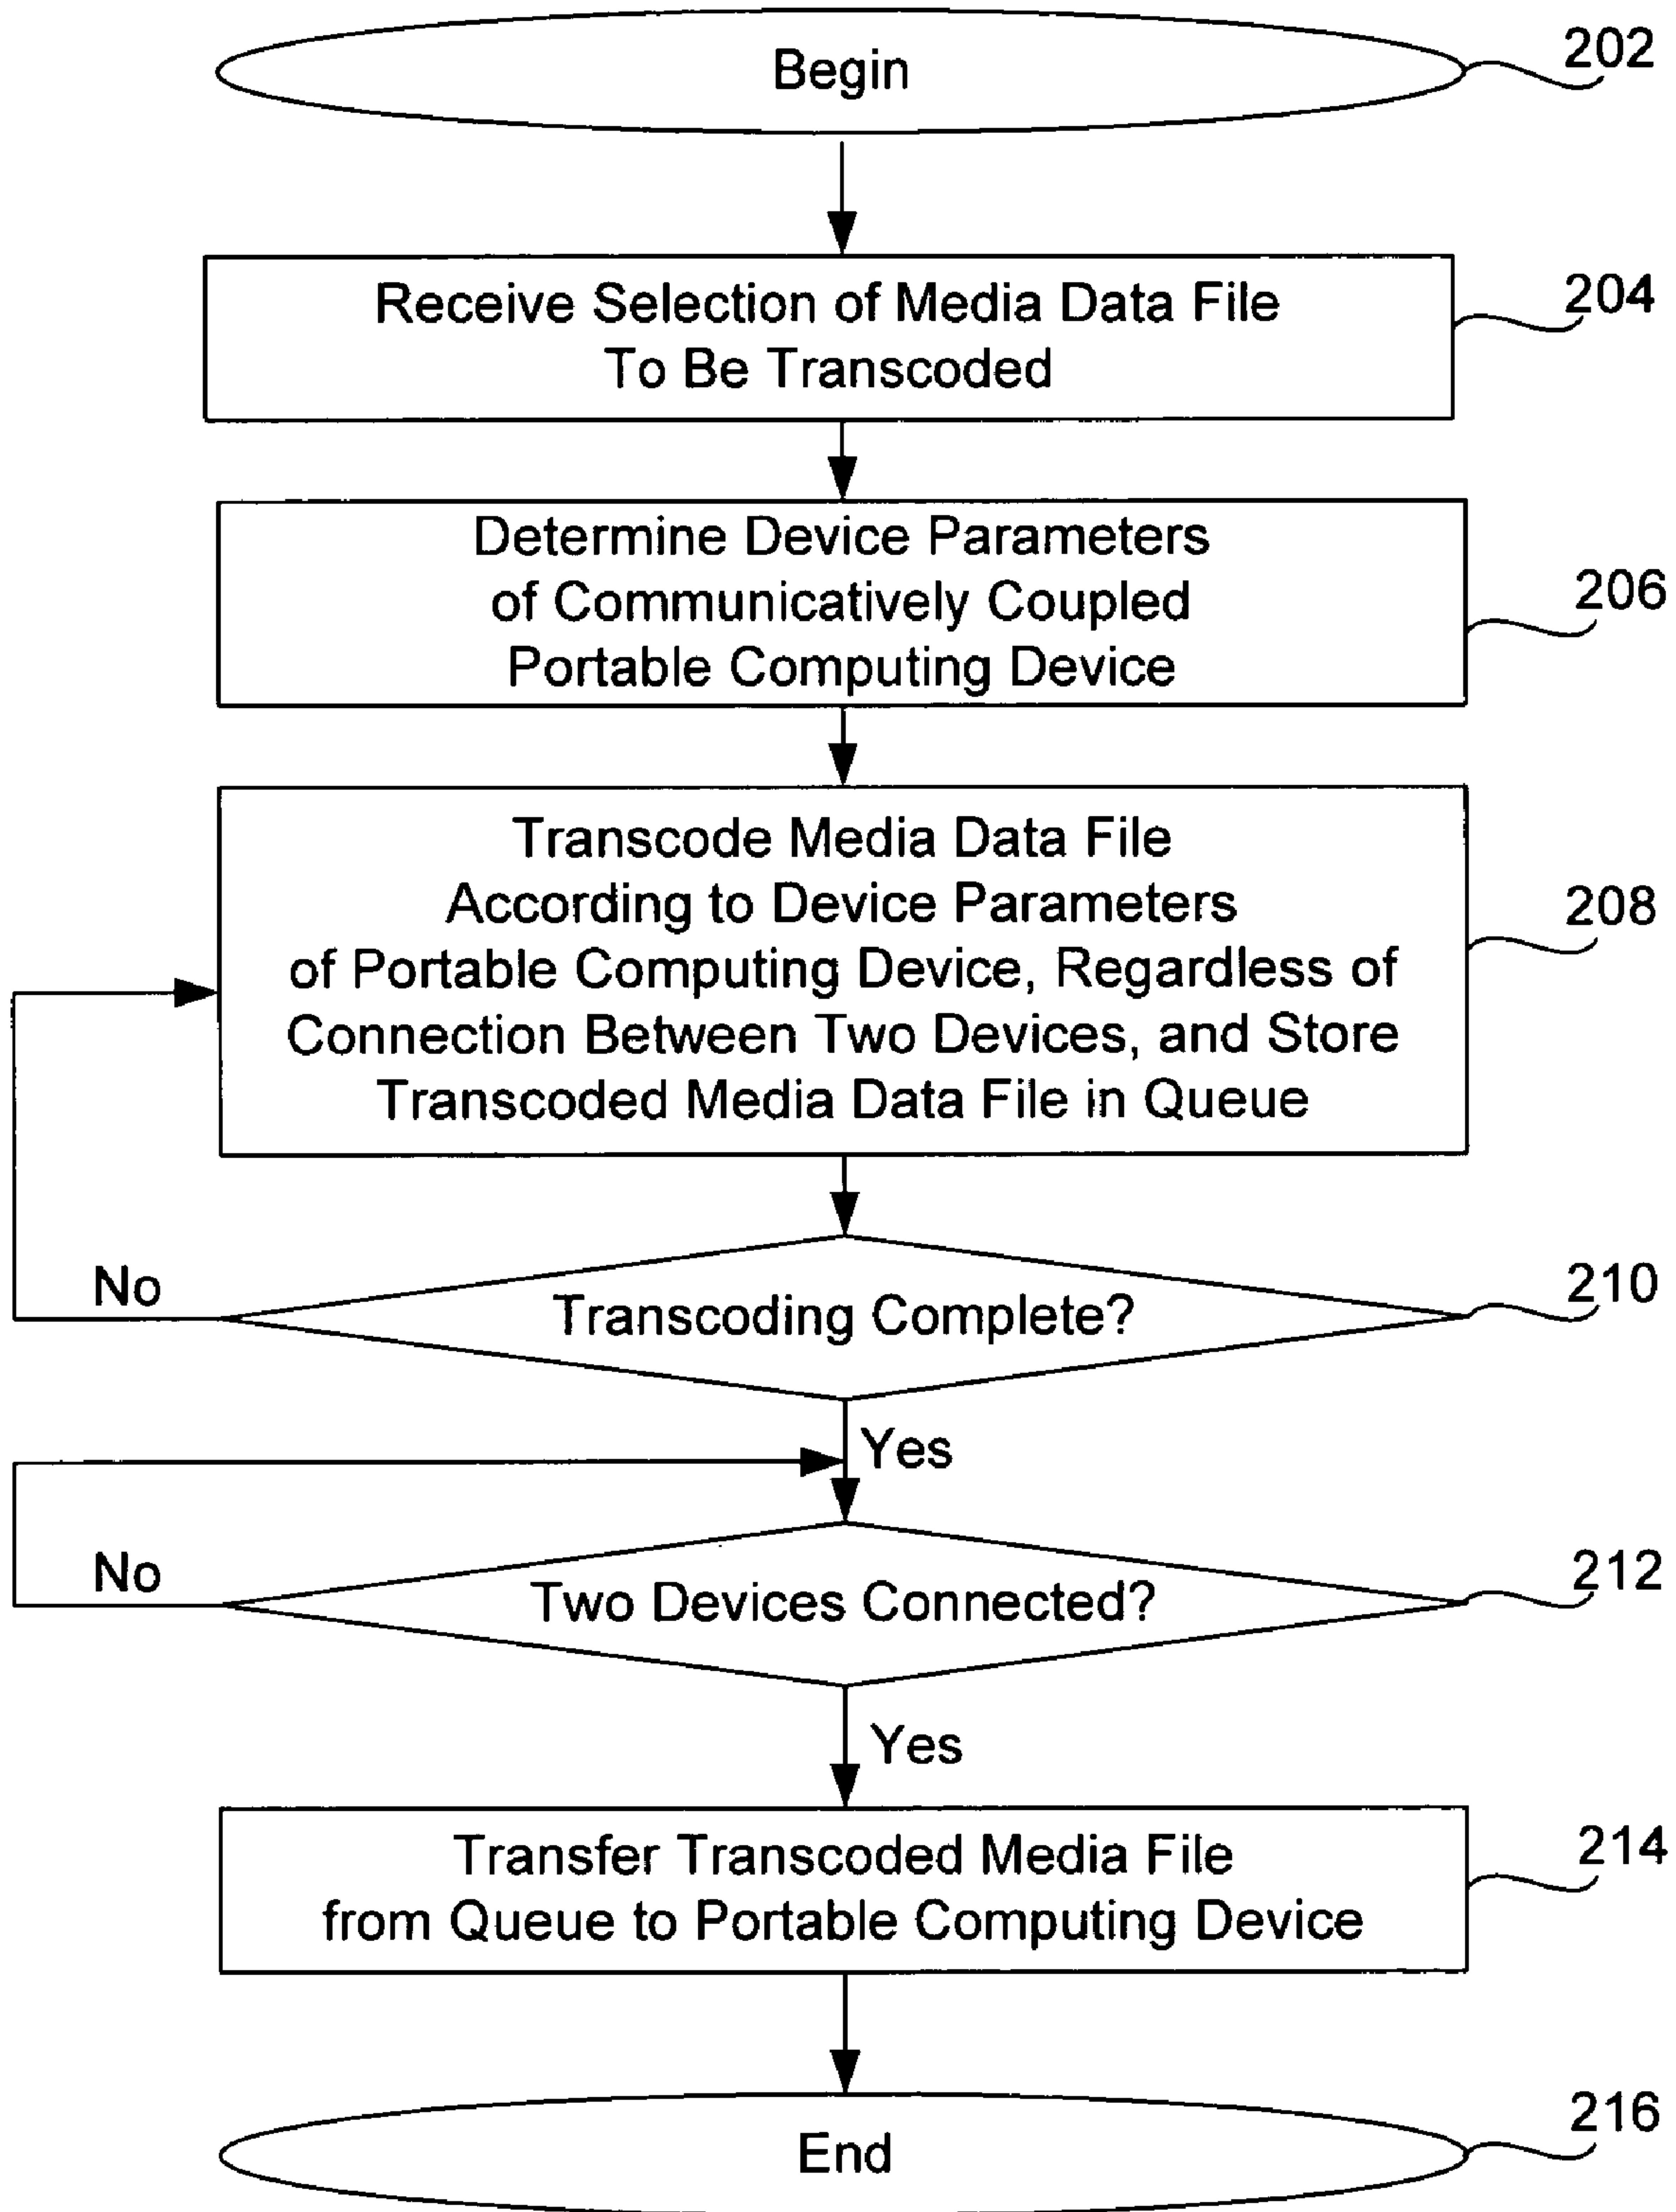 Begin
202
Receive Selection of Media Data File
To Be Transcoded
204
Determine Device Parameters
of Communicatively Coupled
Portable Computing Device
206
Transcode Media Data File
According to Device Parameters
of Portable Computing Device, Regardless of
Connection Between Two Devices, and Store
Transcoded Media Data File in Queue
208
No
Transcoding Complete?
210
Yes
No
Two Devices Connected?
212
Yes
Transfer Transcoded Media File
from Queue to Portable Computing Device
214
End
216